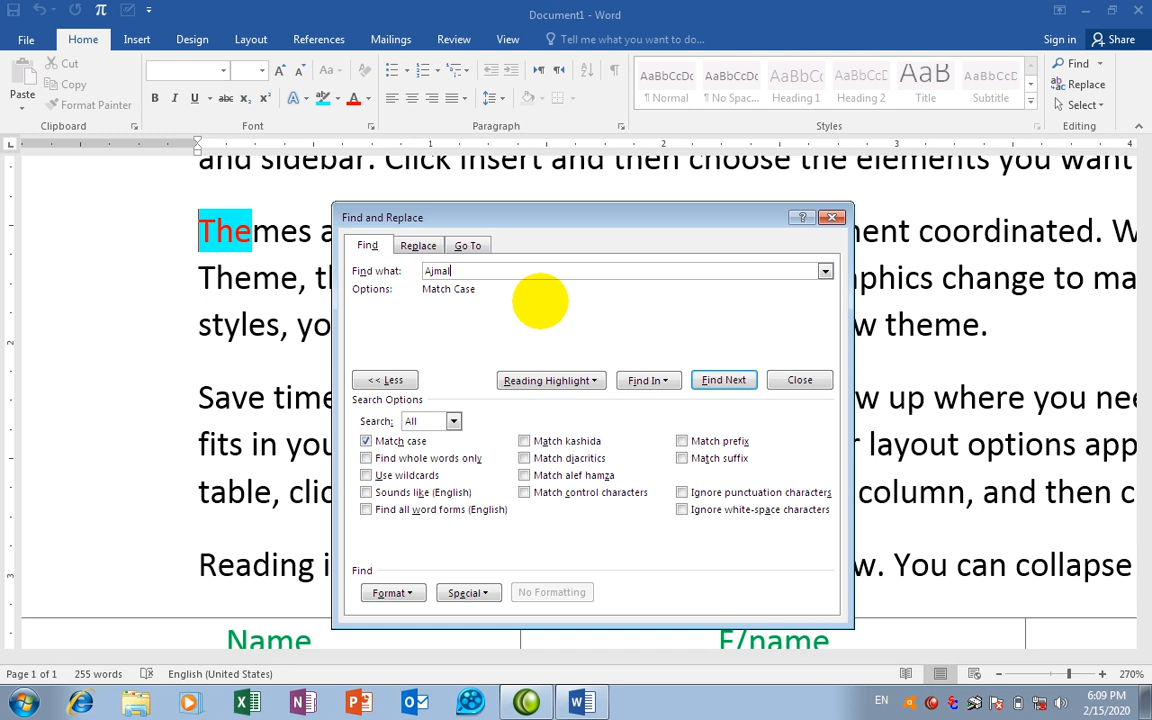 Document1 - Word
File Home Insert Design Layout References Mailings Review View Tell me what you want to do... Sign in Share
Paste
Cut
Copy
Format Painter
Clipboard
Aa
B I U abc x₂ x² A A
Font
Paragraph
AaBbCcDc AaBbCcDc AaBbC AaBbCcD AaB AaBbCcD
¶ Normal ¶ No Spac... Heading 1 Heading 2 Title Subtitle
Styles
Find
Replace
Select
Editing
2 3 4
and sidebar. Click Insert and then choose the elements you want
Themes a ent coordinated. W
Theme, th phics change to ma
styles, yo w theme.
Save time w up where you nee
fits in you layout options app
table, clic column, and then c
Reading i w. You can collapse
Name F/name
Find and Replace
Find Replace Go To
Find what: Ajmal
Options: Match Case
<< Less Reading Highlight Find In Find Next Close
Search Options
Search: All
Match case Match kashida Match prefix
Find whole words only Match diacritics Match suffix
Use wildcards Match alef hamza
Sounds like (English) Match control characters Ignore punctuation characters
Find all word forms (English) Ignore white-space characters
Find
Format Special No Formatting
Page 1 of 1 255 words English (United States) 270%
EN 6:09 PM
2/15/2020